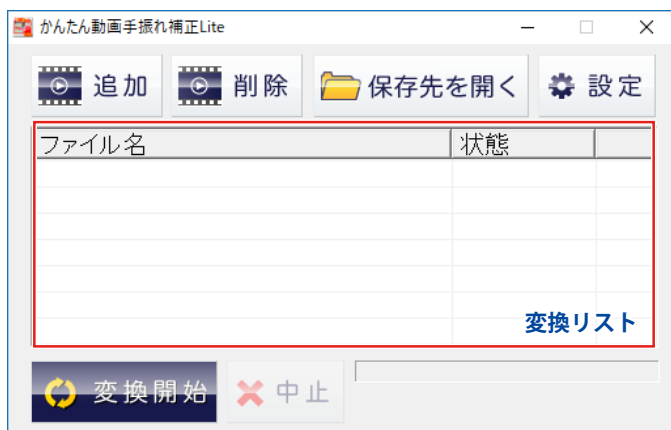 かんたん動画手振れ補正Lite
追加 削除 保存先を開く 設定
ファイル名 状態
変換リスト
変換開始 中止